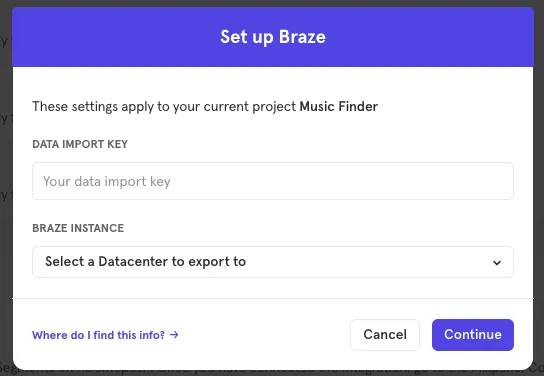 Set up Braze
These settings apply to your current project Music Finder
DATA IMPORT KEY
Your data import key
BRAZE INSTANCE
Select a Datacenter to export to
Where do I find this info? →
Cancel
Continue